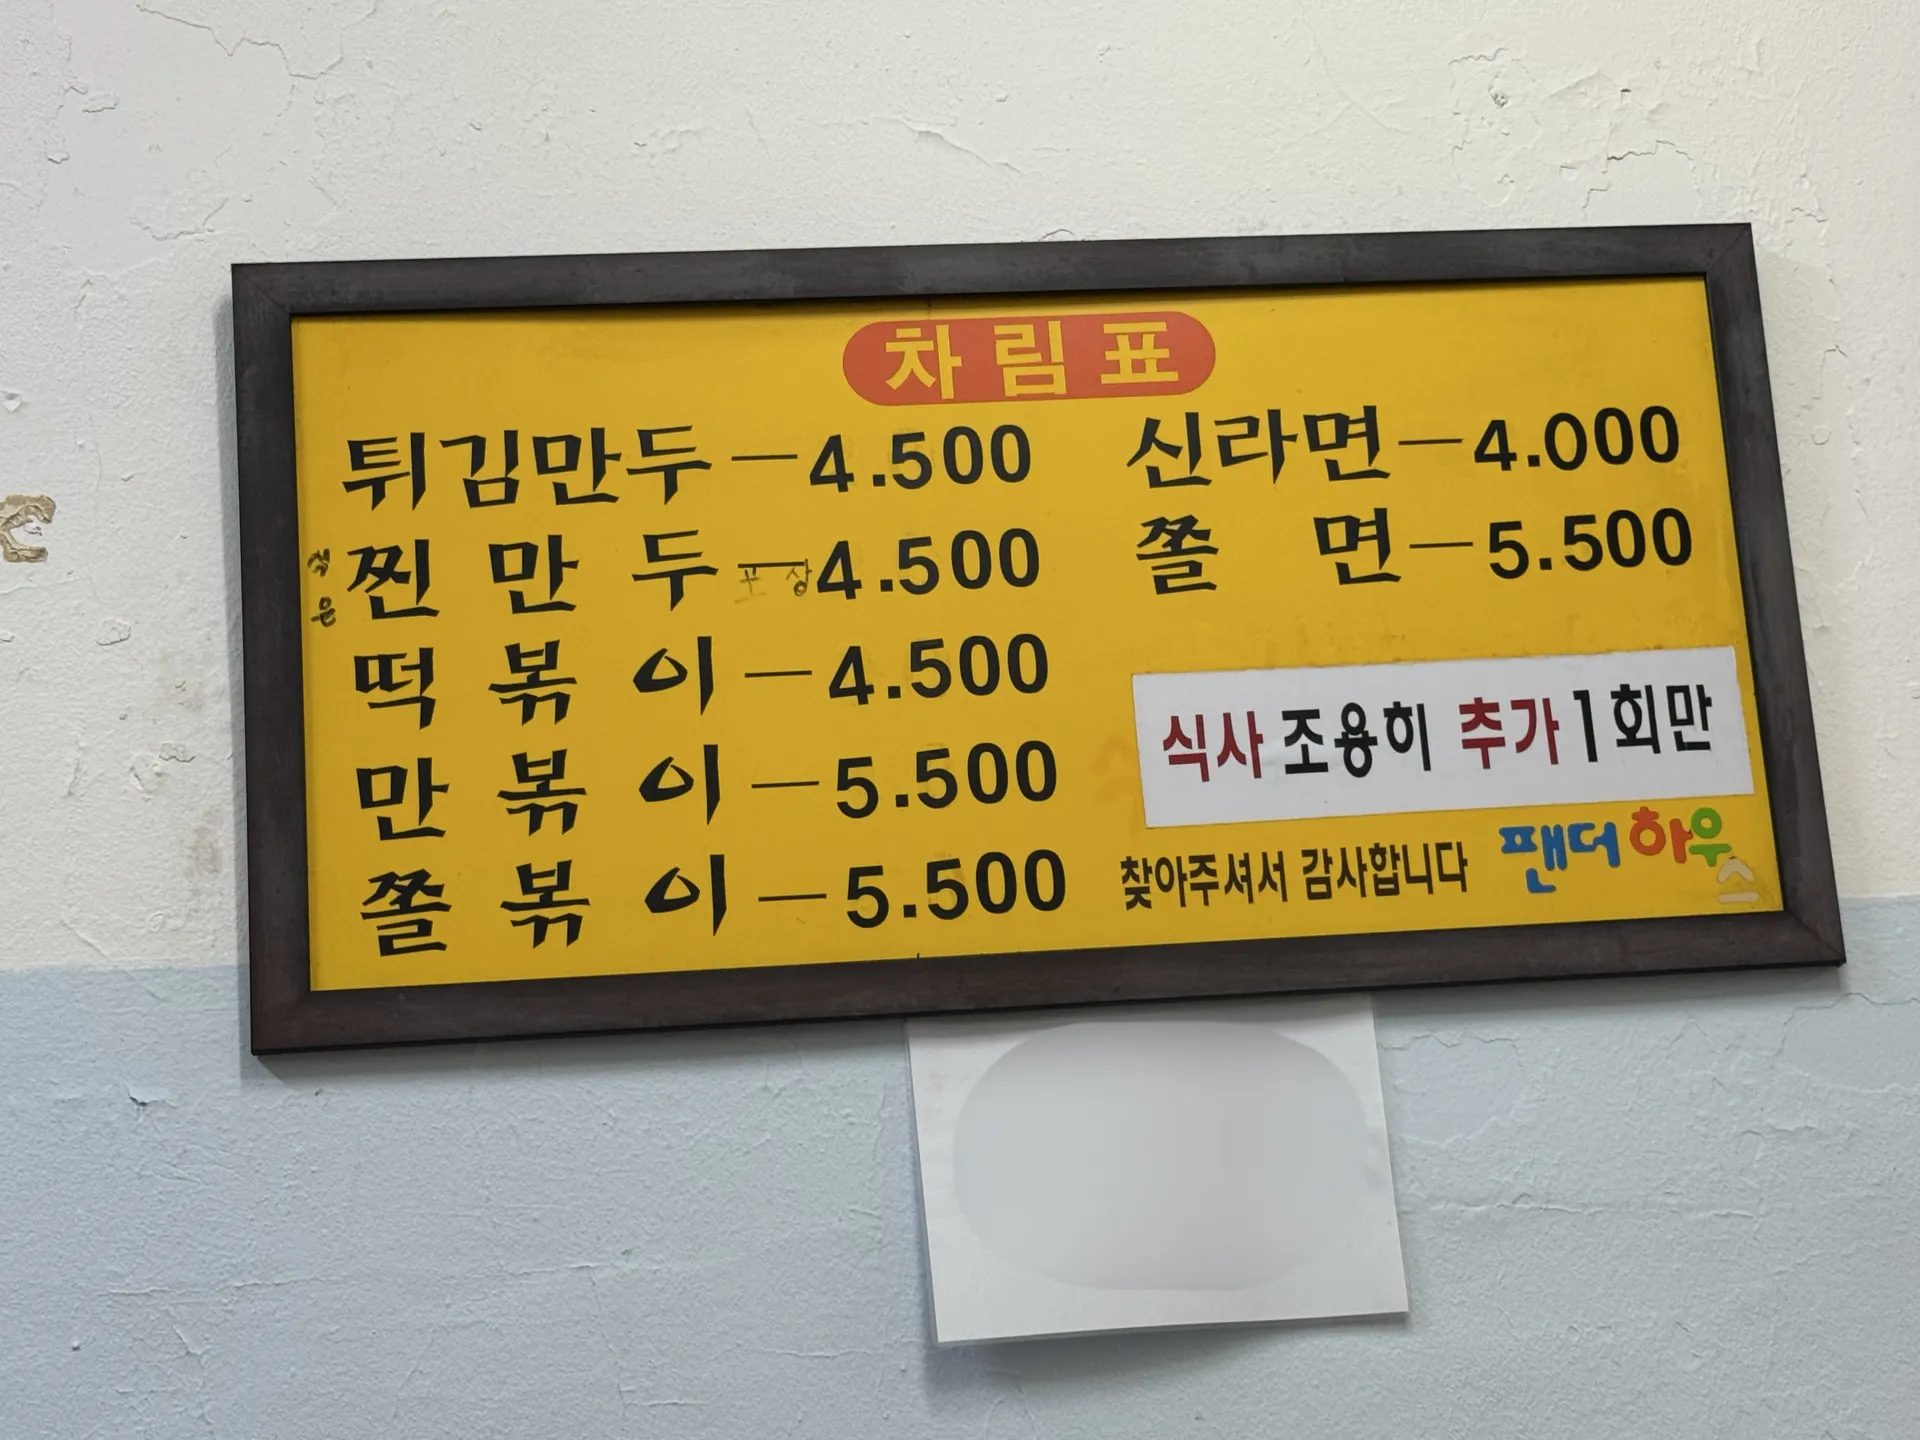 차림표
튀김만두 — 4.500
찐만두 — 4.500
포장
떡볶이 — 4.500
만볶이 — 5.500
쫄볶이 — 5.500
신라면 — 4.000
쫄면 — 5.500
식사 조용히 추가 1회만
찾아주셔서 감사합니다
팬더하우스